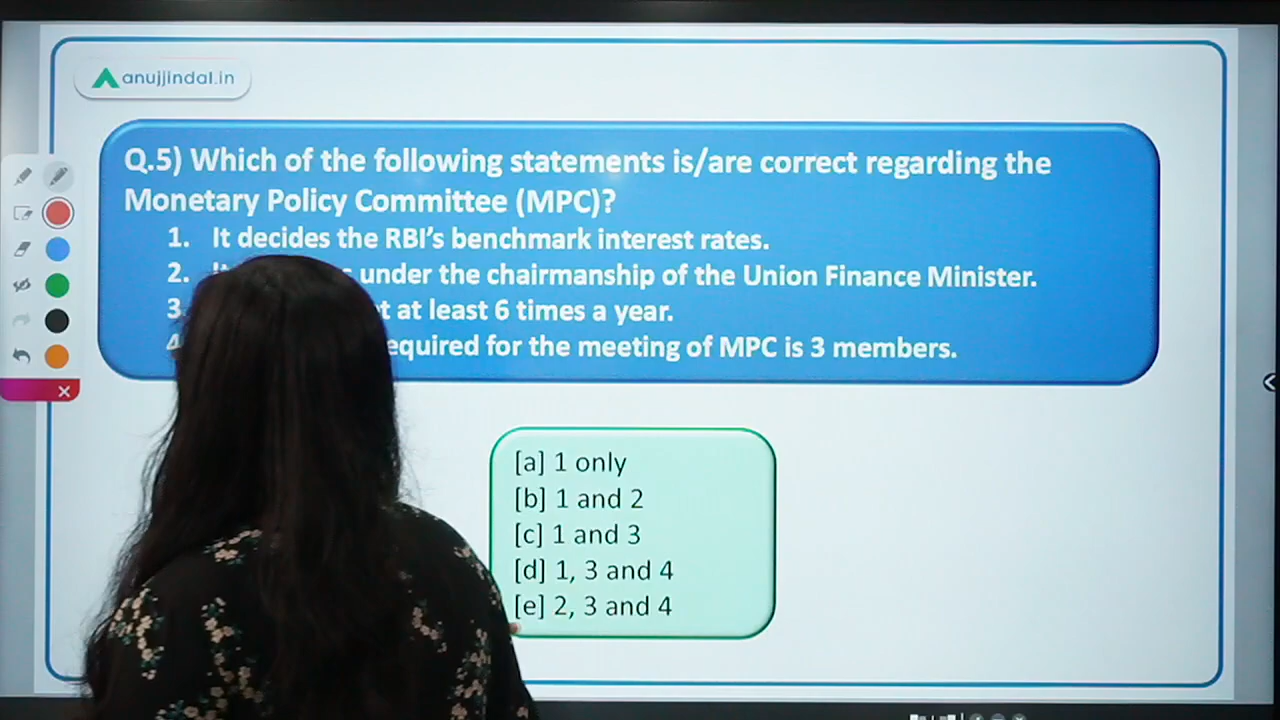 anujjindal.in
Q.5) Which of the following statements is/are correct regarding the
Monetary Policy Committee (MPC)?
1. It decides the RBI's benchmark interest rates.
2. under the chairmanship of the Union Finance Minister.
3. at least 6 times a year.
4 for the meeting of MPC is 3 members.
[a] 1 only
[b] 1 and 2
[c] 1 and 3
[d] 1, 3 and 4
[e] 2, 3 and 4